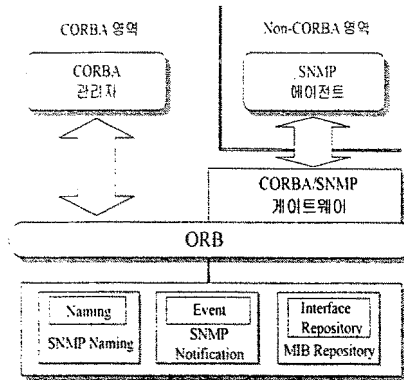 CORBA 영역
Non-CORBA 영역
CORBA
관리자
SNMP
에이전트
CORBA/SNMP
게이트웨이
ORB
Naming
SNMP Naming
Event
SNMP
Notification
Interface
Repository
MIB Repository